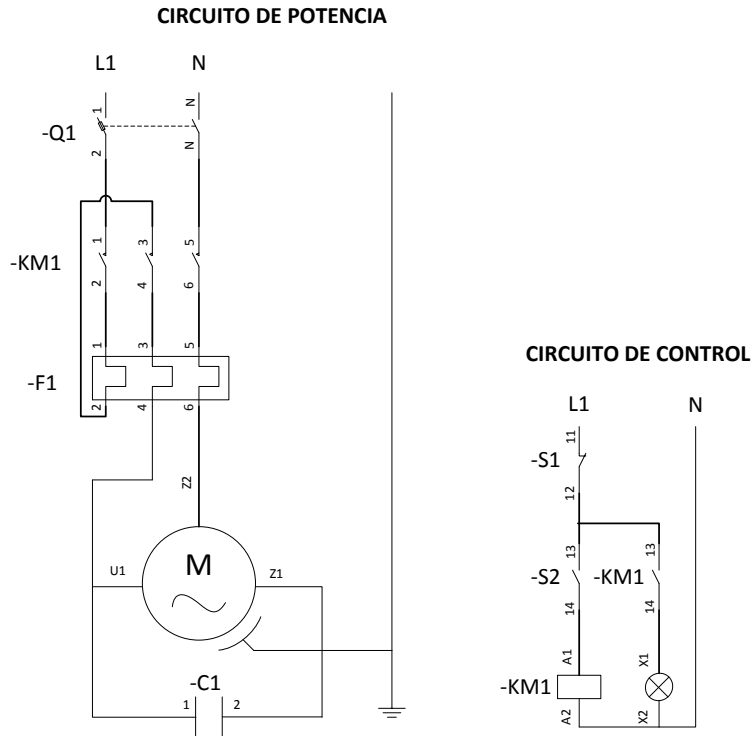 CIRCUITO DE POTENCIA
L1 N
1 N
-Q1
2 N
1 3 5
-KM1
2 4 6
1 3 5
-F1
2 4 6
Z2
U1 M Z1
-C1
1 2
CIRCUITO DE CONTROL
L1 N
11
-S1
12
13 13
-S2 -KM1
14 14
A1 X1
-KM1
A2 X2